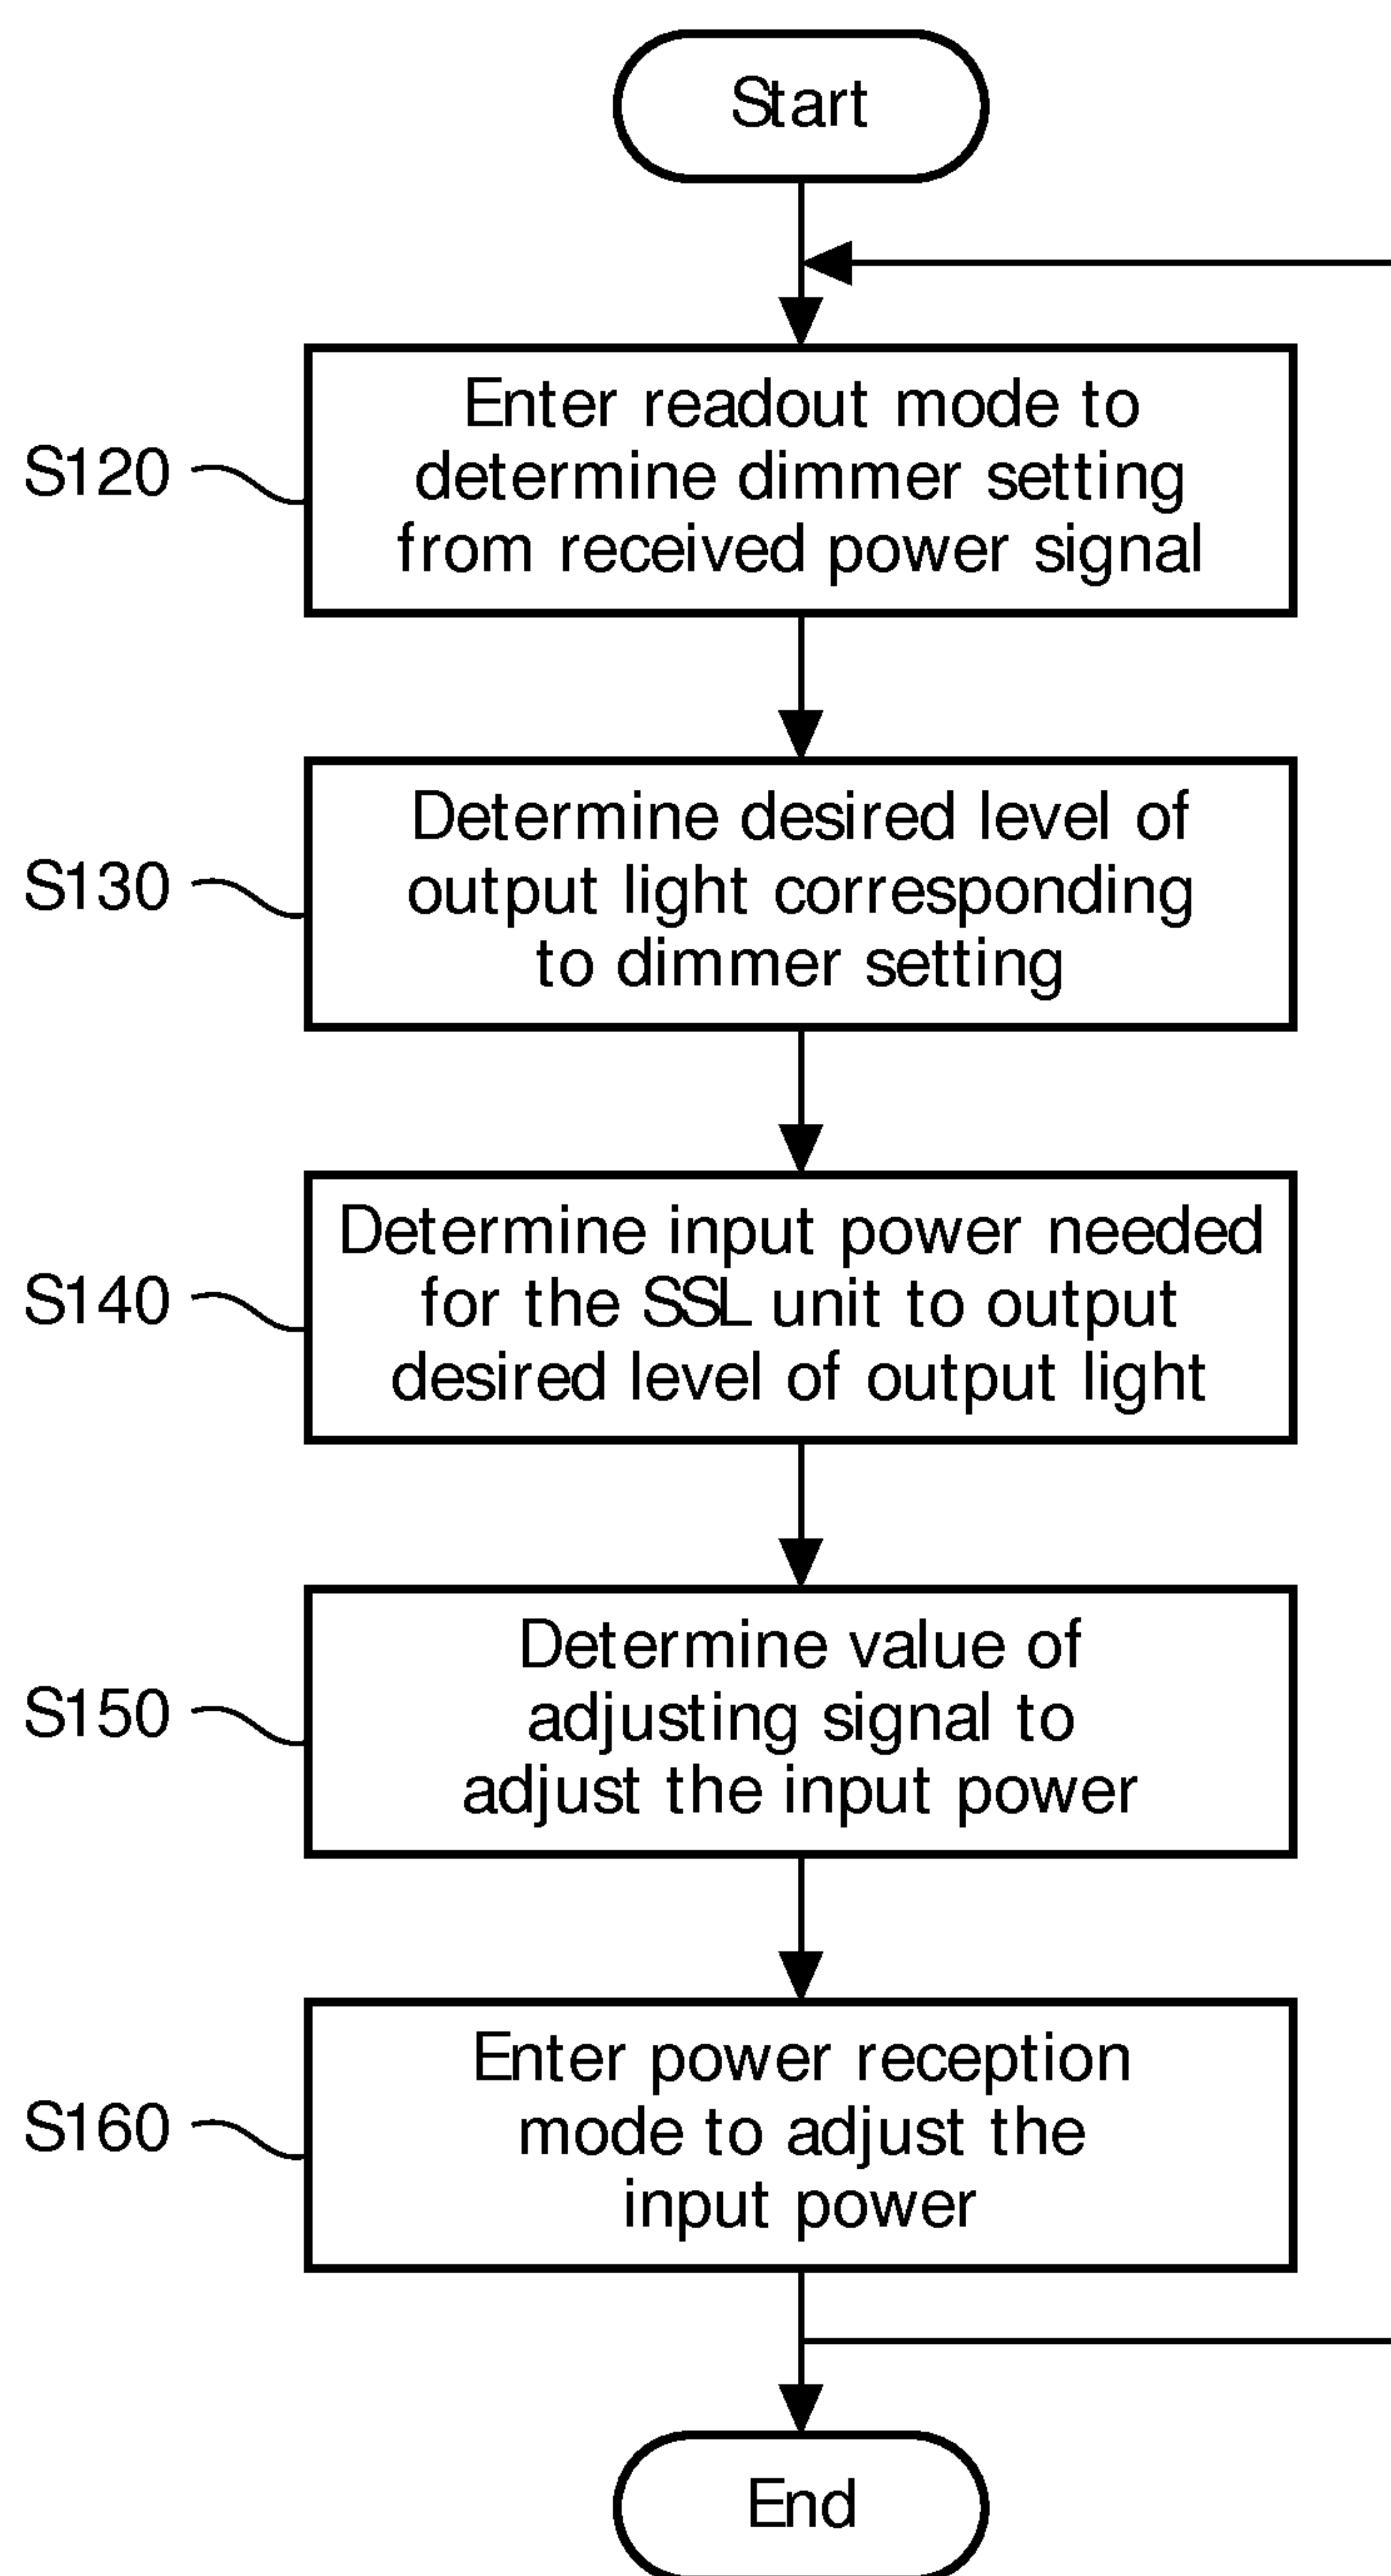 Start
S120
Enter readout mode to
determine dimmer setting
from received power signal
S130
Determine desired level of
output light corresponding
to dimmer setting
S140
Determine input power needed
for the SSL unit to output
desired level of output light
S150
Determine value of
adjusting signal to
adjust the input power
S160
Enter power reception
mode to adjust the
input power
End